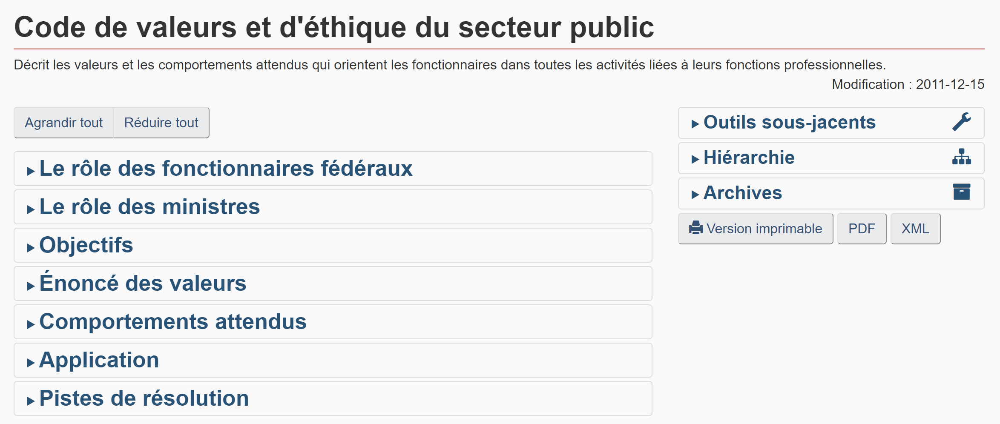 Code de valeurs et d'éthique du secteur public
Décrit les valeurs et les comportements attendus qui orientent les fonctionnaires dans toutes les activités liées à leurs fonctions professionnelles.
Modification : 2011-12-15
Agrandir tout
Réduire tout
Le rôle des fonctionnaires fédéraux
Le rôle des ministres
Objectifs
Énoncé des valeurs
Comportements attendus
Application
Pistes de résolution
Outils sous-jacents
Hiérarchie
Archives
Version imprimable
PDF
XML